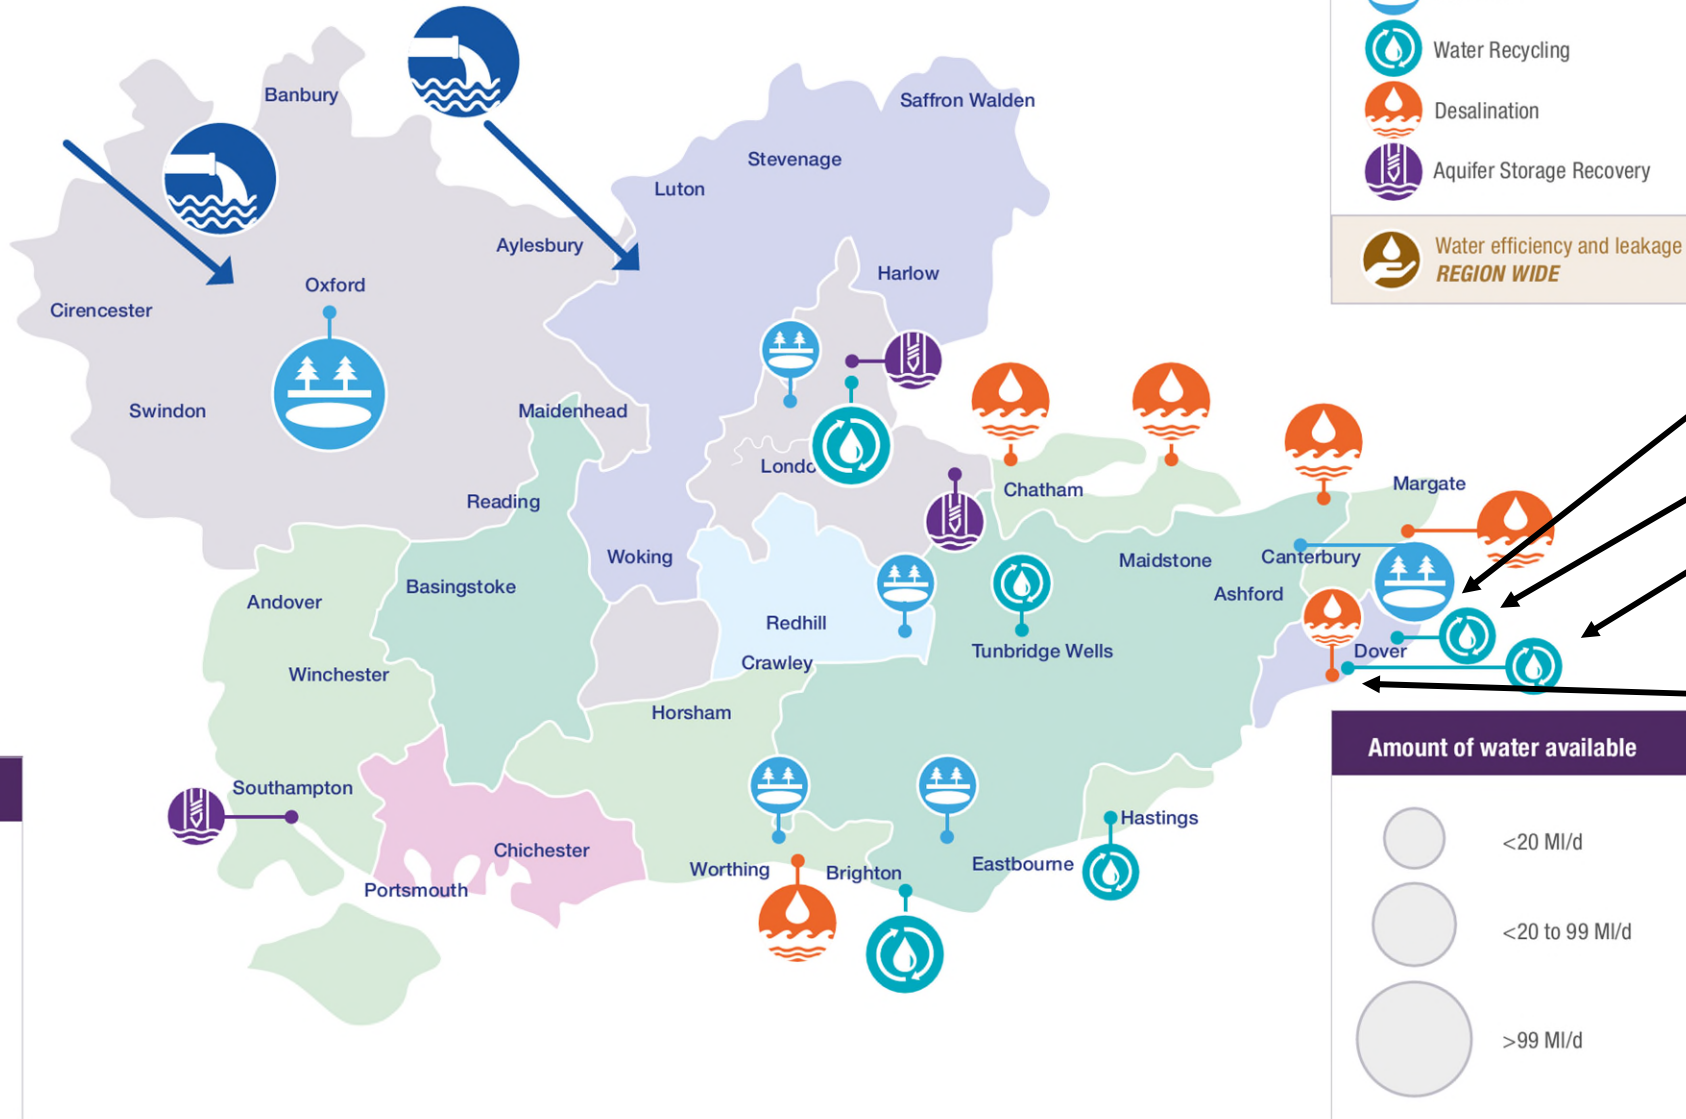 Water Recycling
Desalination
Aquifer Storage Recovery
Water efficiency and leakage
REGION WIDE
Banbury
Saffron Walden
Stevenage
Luton
Aylesbury
Harlow
Oxford
Cirencester
Swindon
Maidenhead
Londo
Margate
Chatham
Reading
Woking
Maidstone
Canterbury
Basingstoke
Ashford
Andover
Redhill
Tunbridge Wells
Dover
Crawley
Winchester
Horsham
Southampton
Hastings
Chichester
Worthing
Brighton
Eastbourne
Portsmouth
Amount of water available
<20 Ml/d
<20 to 99 Ml/d
>99 Ml/d